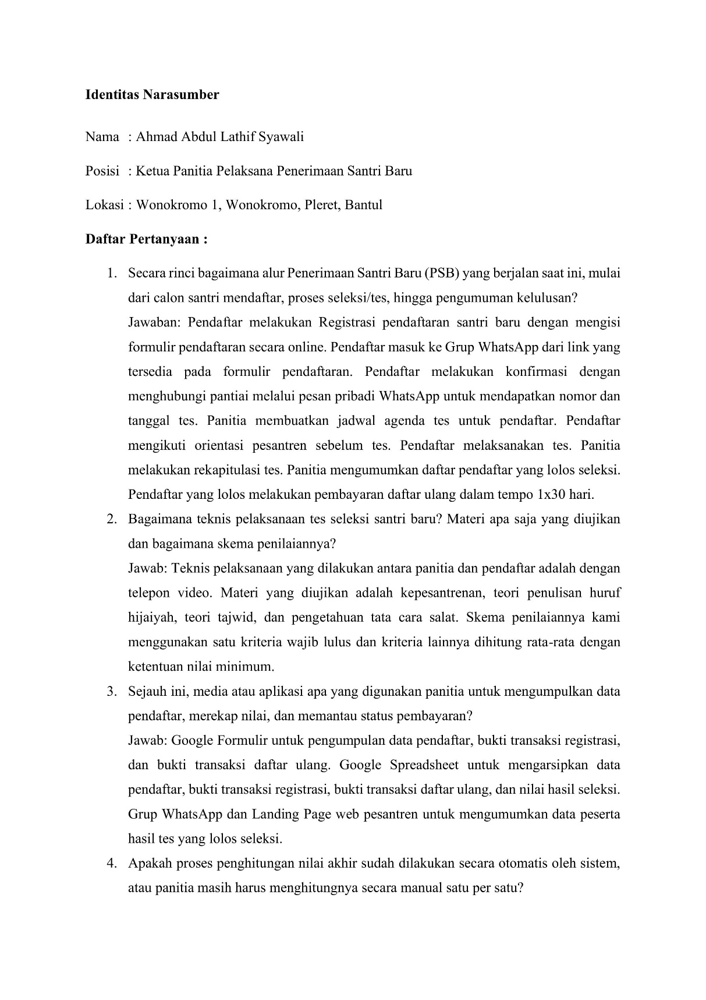 Identitas Narasumber
Nama : Ahmad Abdul Lathif Syawali
Posisi : Ketua Panitia Pelaksana Penerimaan Santri Baru
Lokasi : Wonokromo 1, Wonokromo, Pleret, Bantul
Daftar Pertanyaan :
1. Secara rinci bagaimana alur Penerimaan Santri Baru (PSB) yang berjalan saat ini, mulai
dari calon santri mendaftar, proses seleksi/tes, hingga pengumuman kelulusan?
Jawaban: Pendaftar melakukan Registrasi pendaftaran santri baru dengan mengisi
formulir pendaftaran secara online. Pendaftar masuk ke Grup WhatsApp dari link yang
tersedia pada formulir pendaftaran. Pendaftar melakukan konfirmasi dengan
menghubungi pantiai melalui pesan pribadi WhatsApp untuk mendapatkan nomor dan
tanggal tes. Panitia membuatkan jadwal agenda tes untuk pendaftar. Pendaftar
mengikuti orientasi pesantren sebelum tes. Pendaftar melaksanakan tes. Panitia
melakukan rekapitulasi tes. Panitia mengumumkan daftar pendaftar yang lolos seleksi.
Pendaftar yang lolos melakukan pembayaran daftar ulang dalam tempo 1x30 hari.
2. Bagaimana teknis pelaksanaan tes seleksi santri baru? Materi apa saja yang diujikan
dan bagaimana skema penilaiannya?
Jawab: Teknis pelaksanaan yang dilakukan antara panitia dan pendaftar adalah dengan
telepon video. Materi yang diujikan adalah kepesantrenan, teori penulisan huruf
hijaiyah, teori tajwid, dan pengetahuan tata cara salat. Skema penilaiannya kami
menggunakan satu kriteria wajib lulus dan kriteria lainnya dihitung rata-rata dengan
ketentuan nilai minimum.
3. Sejauh ini, media atau aplikasi apa yang digunakan panitia untuk mengumpulkan data
pendaftar, merekap nilai, dan memantau status pembayaran?
Jawab: Google Formulir untuk pengumpulan data pendaftar, bukti transaksi registrasi,
dan bukti transaksi daftar ulang. Google Spreadsheet untuk mengarsipkan data
pendaftar, bukti transaksi registrasi, bukti transaksi daftar ulang, dan nilai hasil seleksi.
Grup WhatsApp dan Landing Page web pesantren untuk mengumumkan data peserta
hasil tes yang lolos seleksi.
4. Apakah proses penghitungan nilai akhir sudah dilakukan secara otomatis oleh sistem,
atau panitia masih harus menghitungnya secara manual satu per satu?